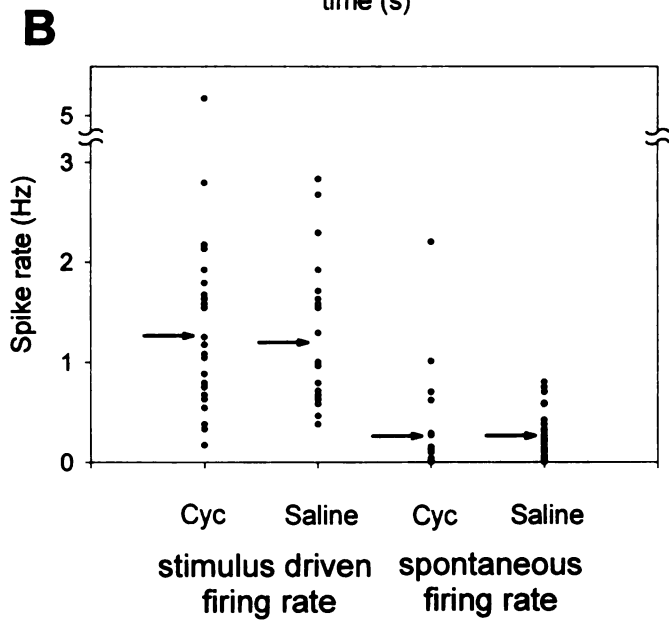 time (s)
B
5
3
2
1
0
Spike rate (Hz)
Cyc Saline Cyc Saline
stimulus driven spontaneous
firing rate firing rate